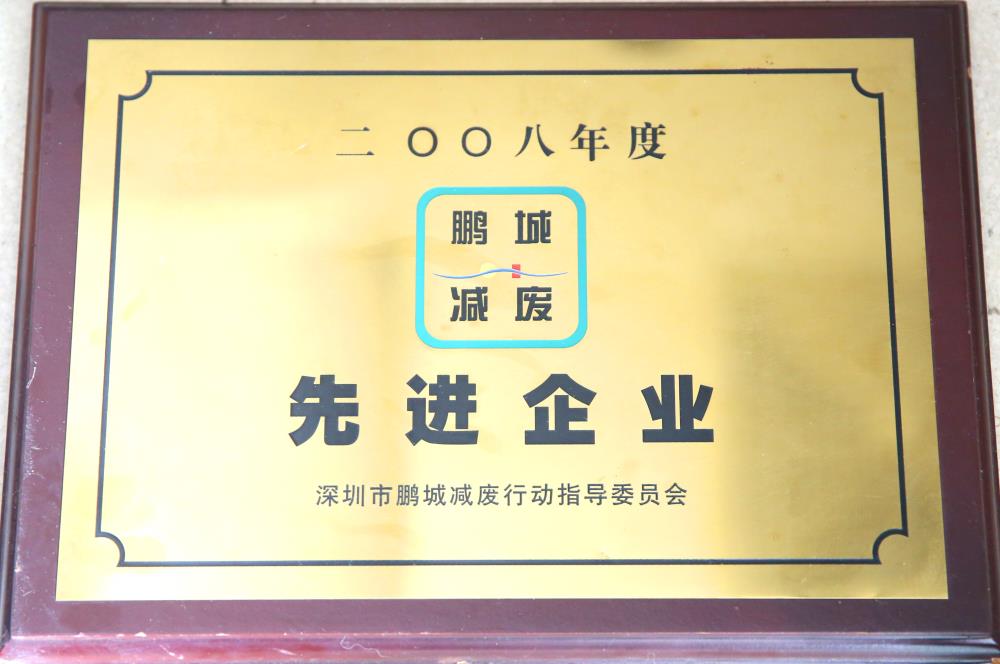 二〇〇八年度
鹏城
减废
先进企业
深圳市鹏城减废行动指导委员会